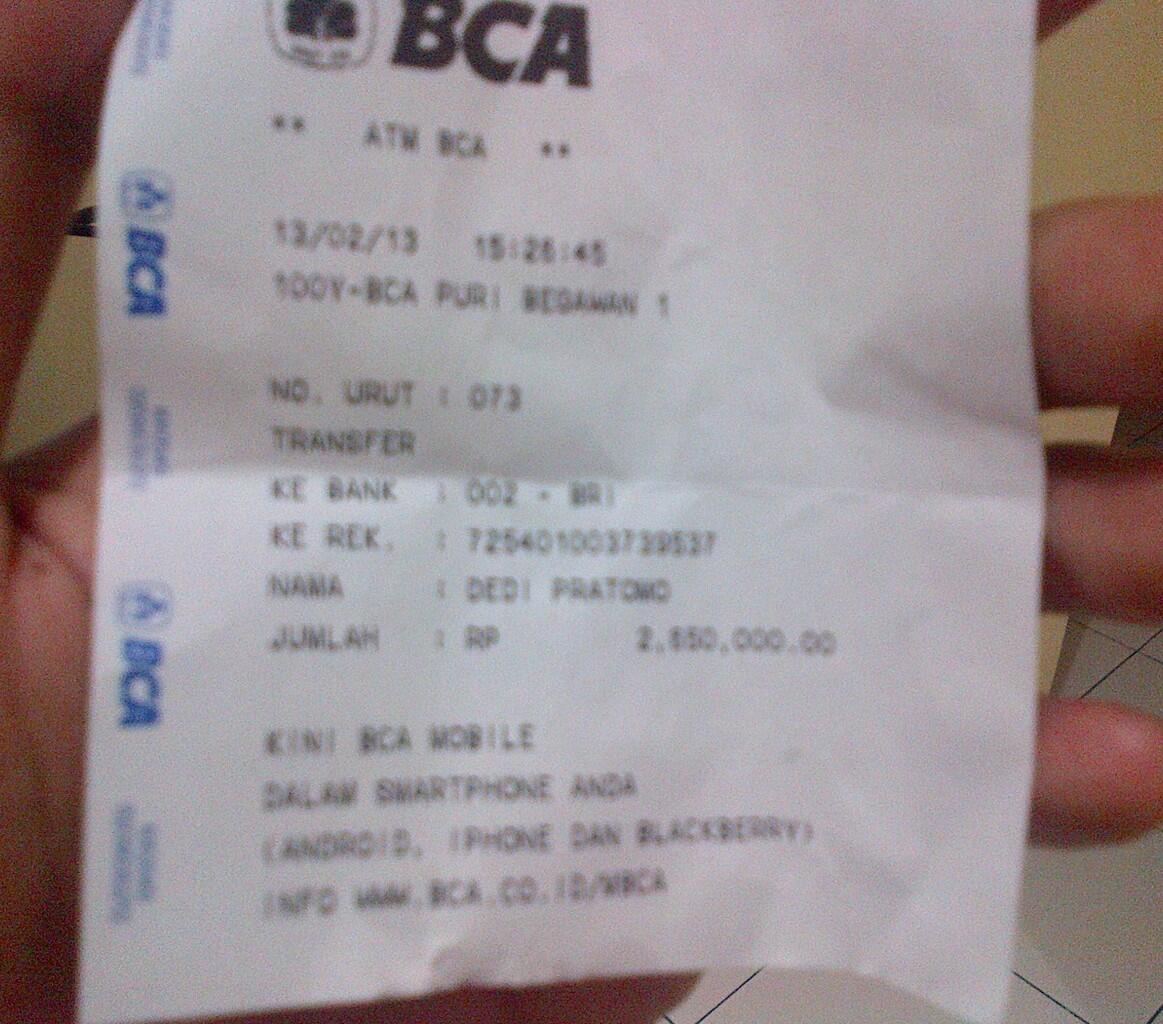 BCA
** ATM BCA **
13/02/13 15:26:45
100Y-BCA PURI BEGAWAN 1
NO. URUT : 073
TRANSFER
KE BANK : 002 - BRI
KE REK. : 725401003739537
NAMA : DEDI PRATOMO
JUMLAH : RP 2,650,000.00
KINI BCA MOBILE
DALAM SMARTPHONE ANDA
(ANDROID, IPHONE DAN BLACKBERRY)
INFO WWW.BCA.CO.ID/MBCA
BCA
BCA